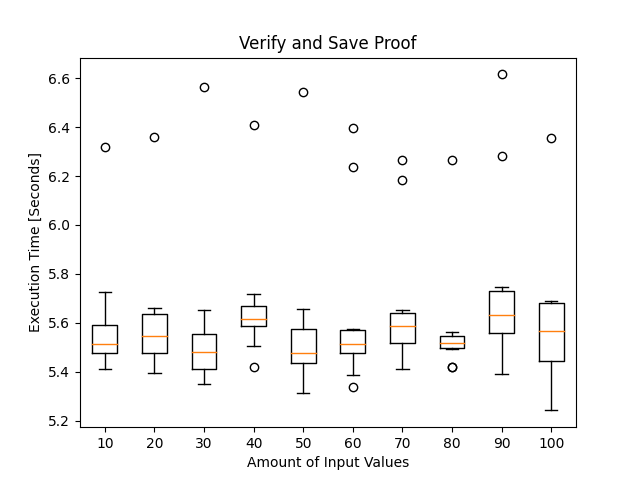 Verify and Save Proof
Execution Time [Seconds]
6.6
6.4
6.2
6.0
5.8
5.6
5.4
5.2
10 20 30 40 50 60 70 80 90 100
Amount of Input Values